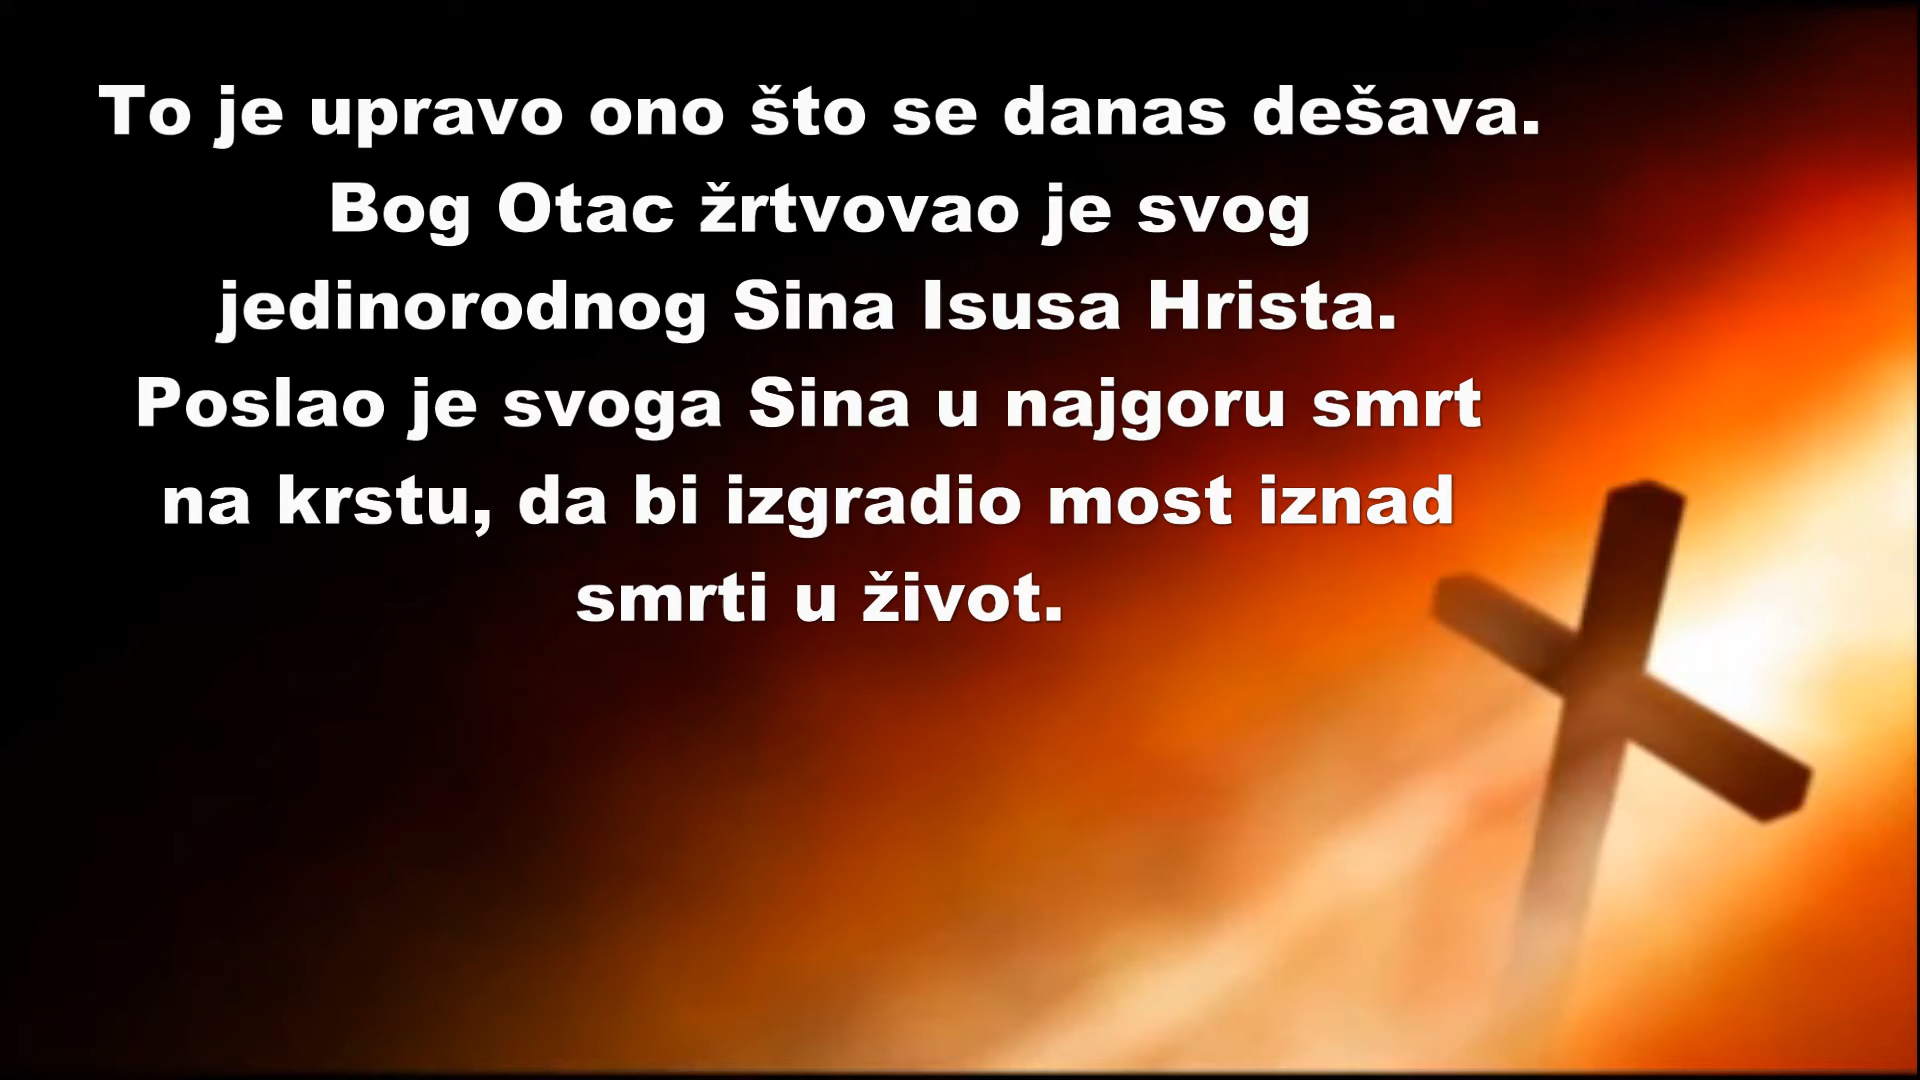 To je upravo ono što se danas dešava.
Bog Otac žrtvovao je svog
jedinorodnog Sina Isusa Hrista.
Poslao je svoga Sina u najgoru smrt
na krstu, da bi izgradio most iznad
smrti u život.